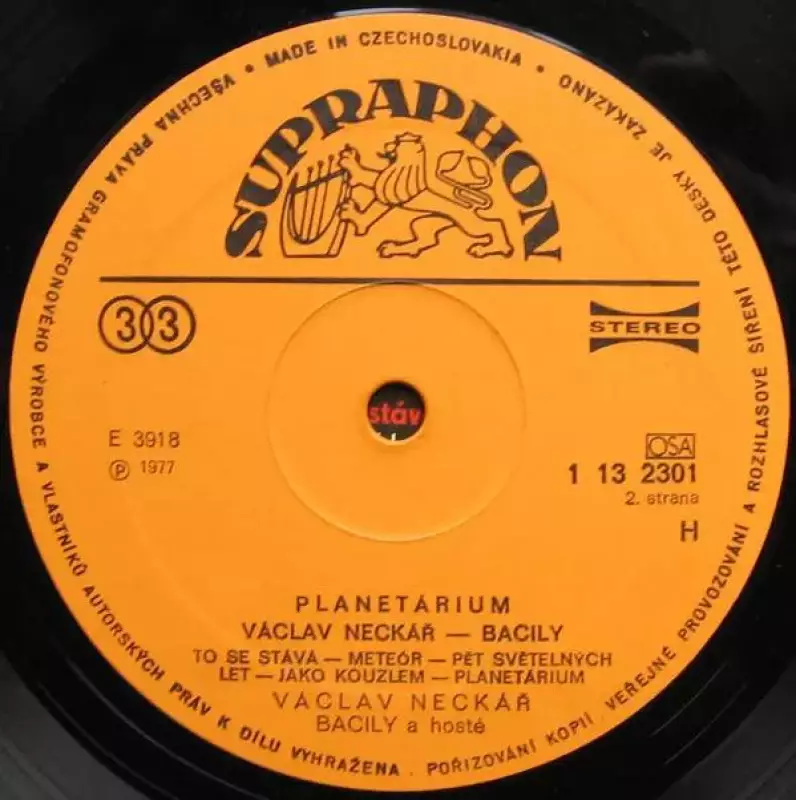 VŠECHNA PRÁVA GRAMOFONOVÉHO VÝROBCE A VLASTNÍKŮ AUTORSKÝCH PRÁV K DÍLU VYHRAŽENA. POŘIZOVÁNÍ KOPIÍ, VEŘEJNÉ PROVOZOVÁNÍ A ROZHLASOVÉ ŠÍŘENÍ TÉTO DESKY JE ZAKÁZÁNO • MADE IN CZECHOSLOVAKIA •
SUPRAPHON
33
STEREO
stáv
E 3918
℗ 1977
OSA
1 13 2301
2. strana
H
PLANETÁRIUM
VÁCLAV NECKÁŘ — BACILY
TO SE STÁVÁ — METEÓR — PĚT SVĚTELNÝCH
LET — JAKO KOUZLEM — PLANETÁRIUM
VÁCLAV NECKÁŘ
BACILY a hosté